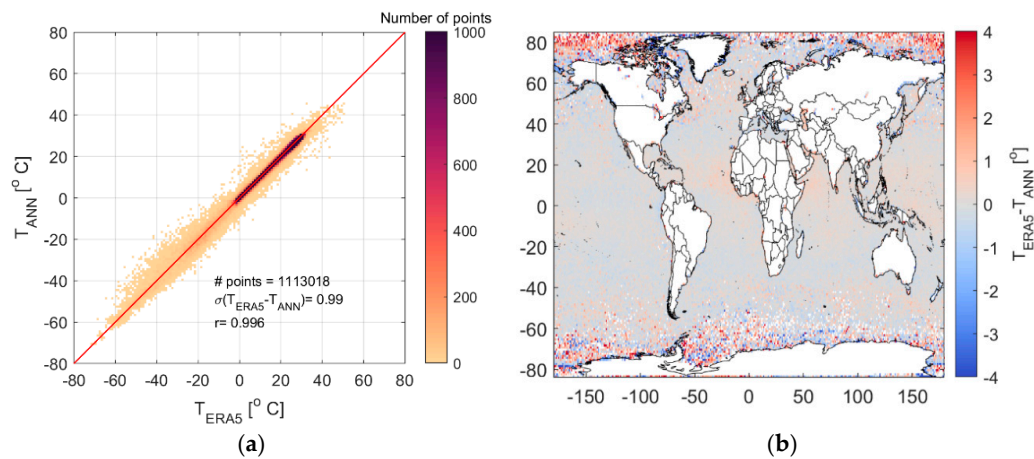 (a)
Number of points
80
60
40
20
0
-20
-40
-60
-80
T_ANN [° C]
-80 -60 -40 -20 0 20 40 60 80
T_ERA5 [° C]
# points = 1113018
σ(T_ERA5-T_ANN)= 0.99
r= 0.996
1000
800
600
400
200
0
(a)
(b)
80
60
40
20
0
-20
-40
-60
-80
-150 -100 -50 0 50 100 150
4
3
2
1
0
-1
-2
-3
-4
T_ERA5-T_ANN [° C]
(b)